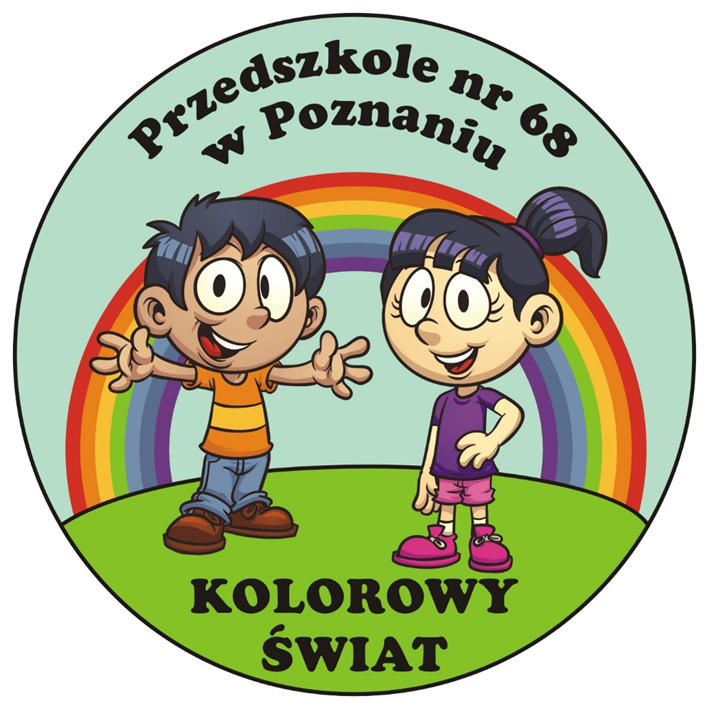 Przedszkole nr 68
w Poznaniu
KOLOROWY
ŚWIAT